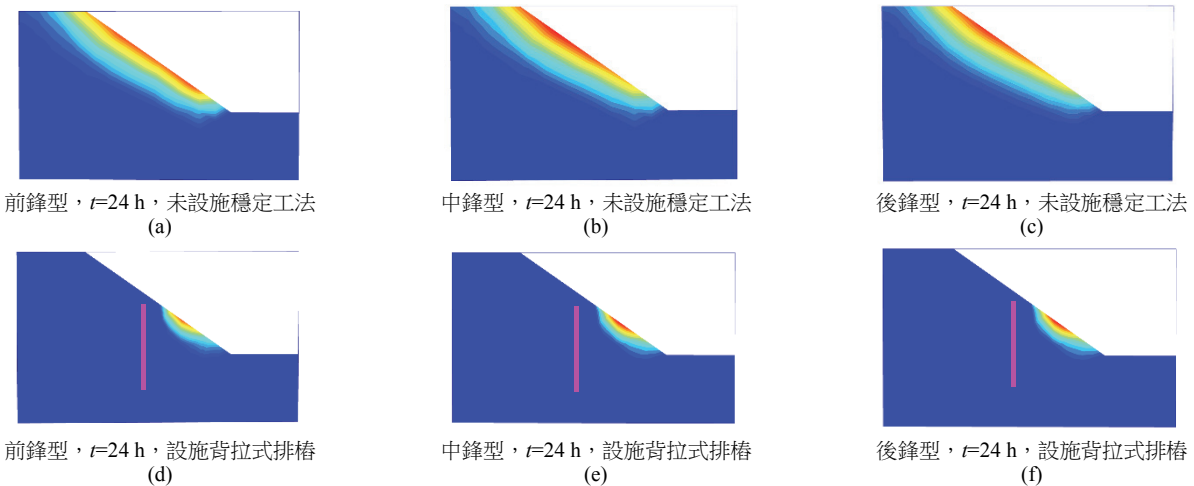 前鋒型，t=24 h，未設施穩定工法
(a)
中鋒型，t=24 h，未設施穩定工法
(b)
後鋒型，t=24 h，未設施穩定工法
(c)
前鋒型，t=24 h，設施背拉式排樁
(d)
中鋒型，t=24 h，設施背拉式排樁
(e)
後鋒型，t=24 h，設施背拉式排樁
(f)